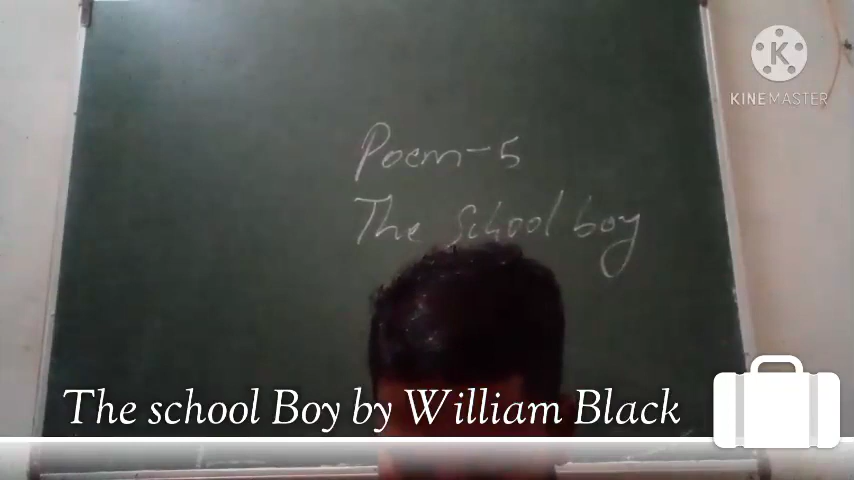 K
KINEMASTER
Poem-5
The School boy
The school Boy by William Black